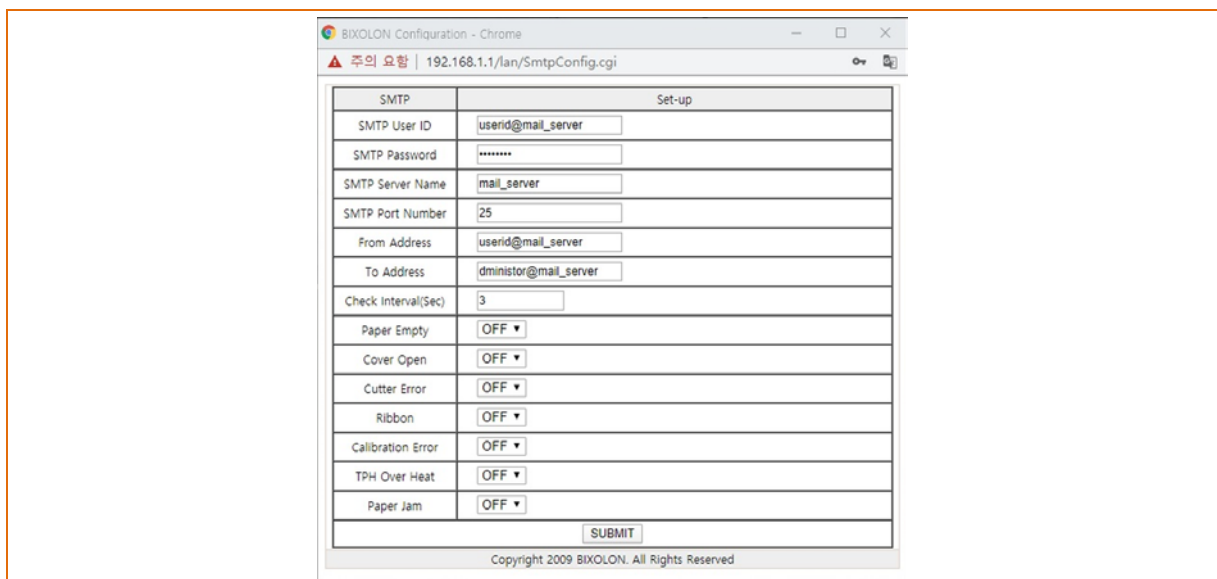 BIXOLON Configuration - Chrome
주의 요함 | 192.168.1.1/lan/SmtpConfig.cgi
SMTP Set-up
SMTP User ID userid@mail_server
SMTP Password ••••••••
SMTP Server Name mail_server
SMTP Port Number 25
From Address userid@mail_server
To Address dministor@mail_server
Check Interval(Sec) 3
Paper Empty OFF
Cover Open OFF
Cutter Error OFF
Ribbon OFF
Calibration Error OFF
TPH Over Heat OFF
Paper Jam OFF
SUBMIT
Copyright 2009 BIXOLON. All Rights Reserved